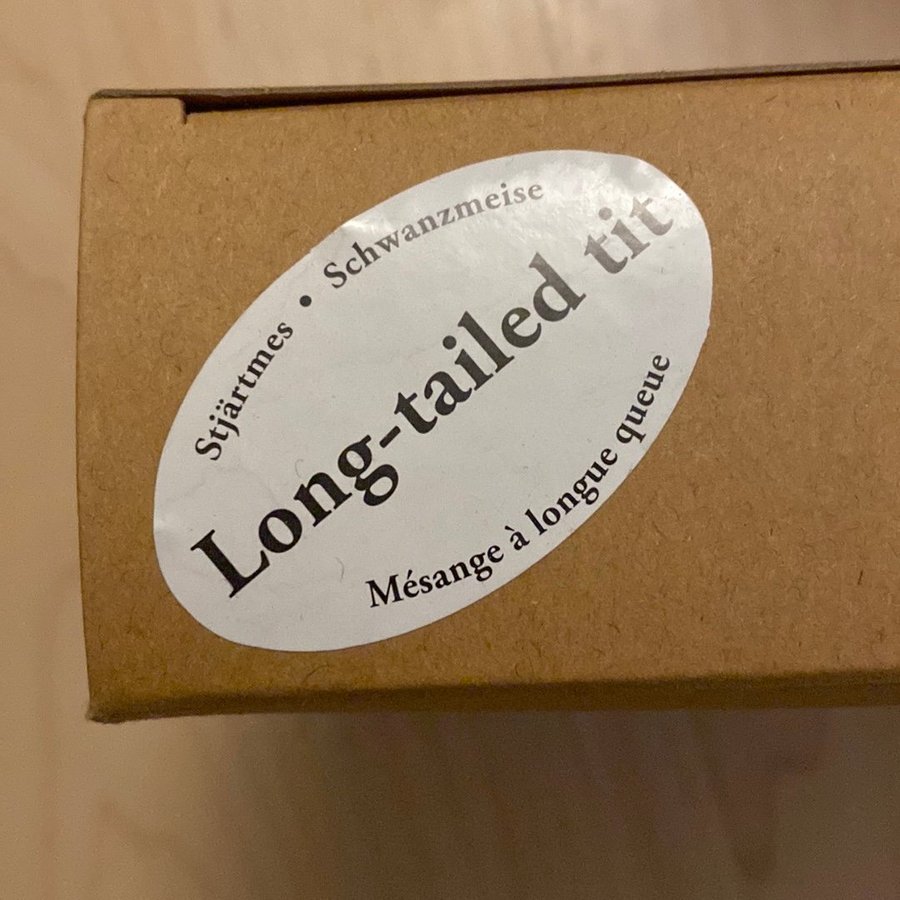 Stjärtmes • Schwanzmeise
Long-tailed tit
Mésange à longue queue